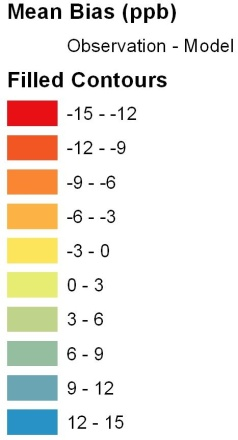 Mean Bias (ppb)
Observation - Model
Filled Contours
-15 - -12
-12 - -9
-9 - -6
-6 - -3
-3 - 0
0 - 3
3 - 6
6 - 9
9 - 12
12 - 15